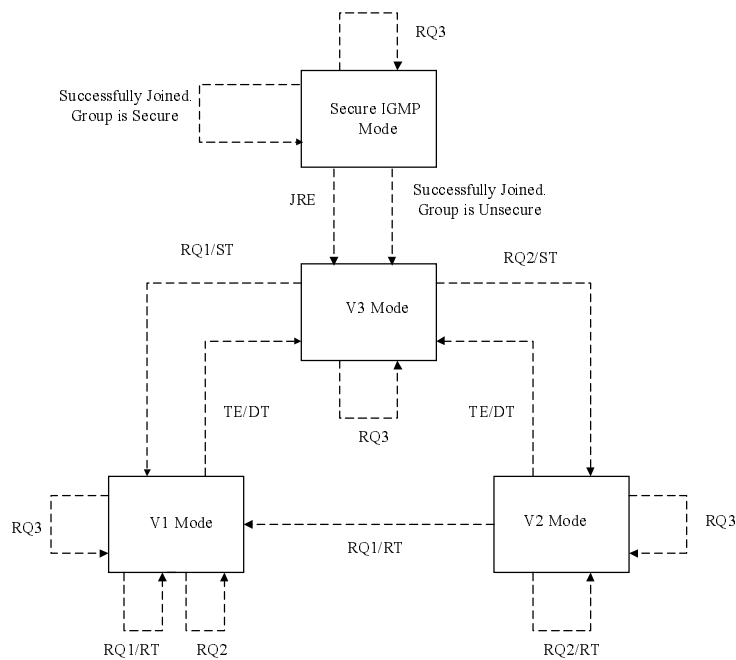 RQ3
Successfully Joined.
Group is Secure
Secure IGMP
Mode
JRE
Successfully Joined.
Group is Unsecure
RQ1/ST
RQ2/ST
V3 Mode
TE/DT
TE/DT
RQ3
RQ3
V1 Mode
V2 Mode
RQ3
RQ1/RT
RQ1/RT
RQ2
RQ2/RT